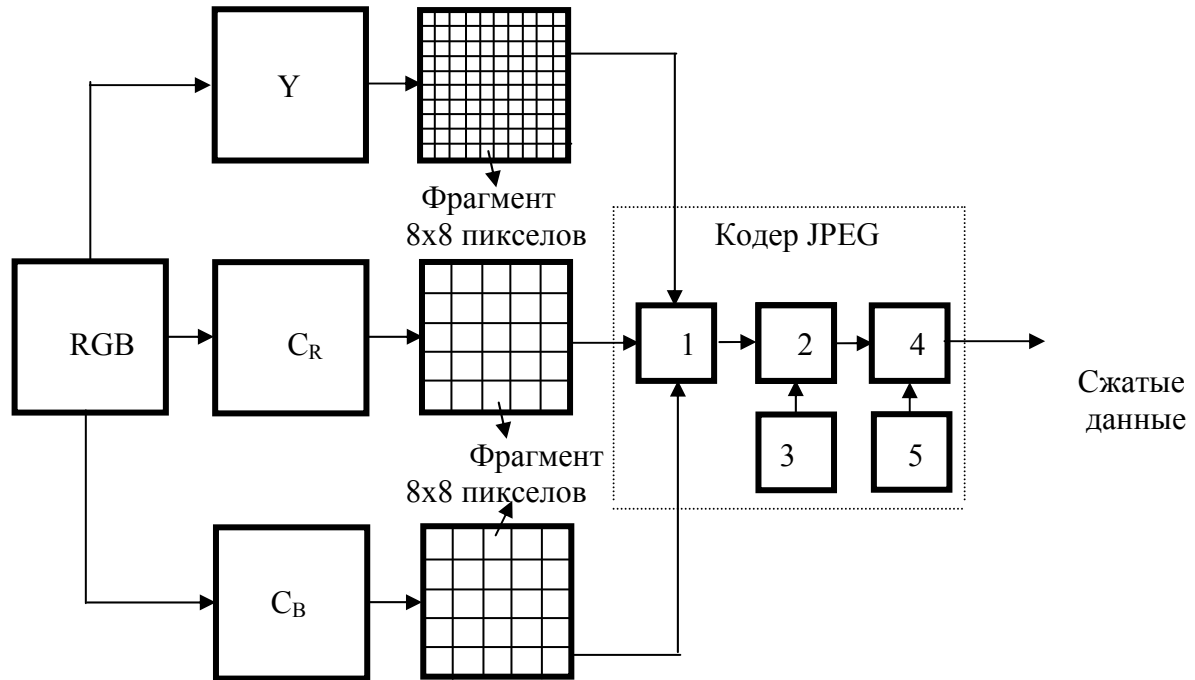 Y
Фрагмент
8x8 пикселов
Кодер JPEG
RGB
CR
1
2
4
Сжатые
данные
3
5
Фрагмент
8x8 пикселов
CB